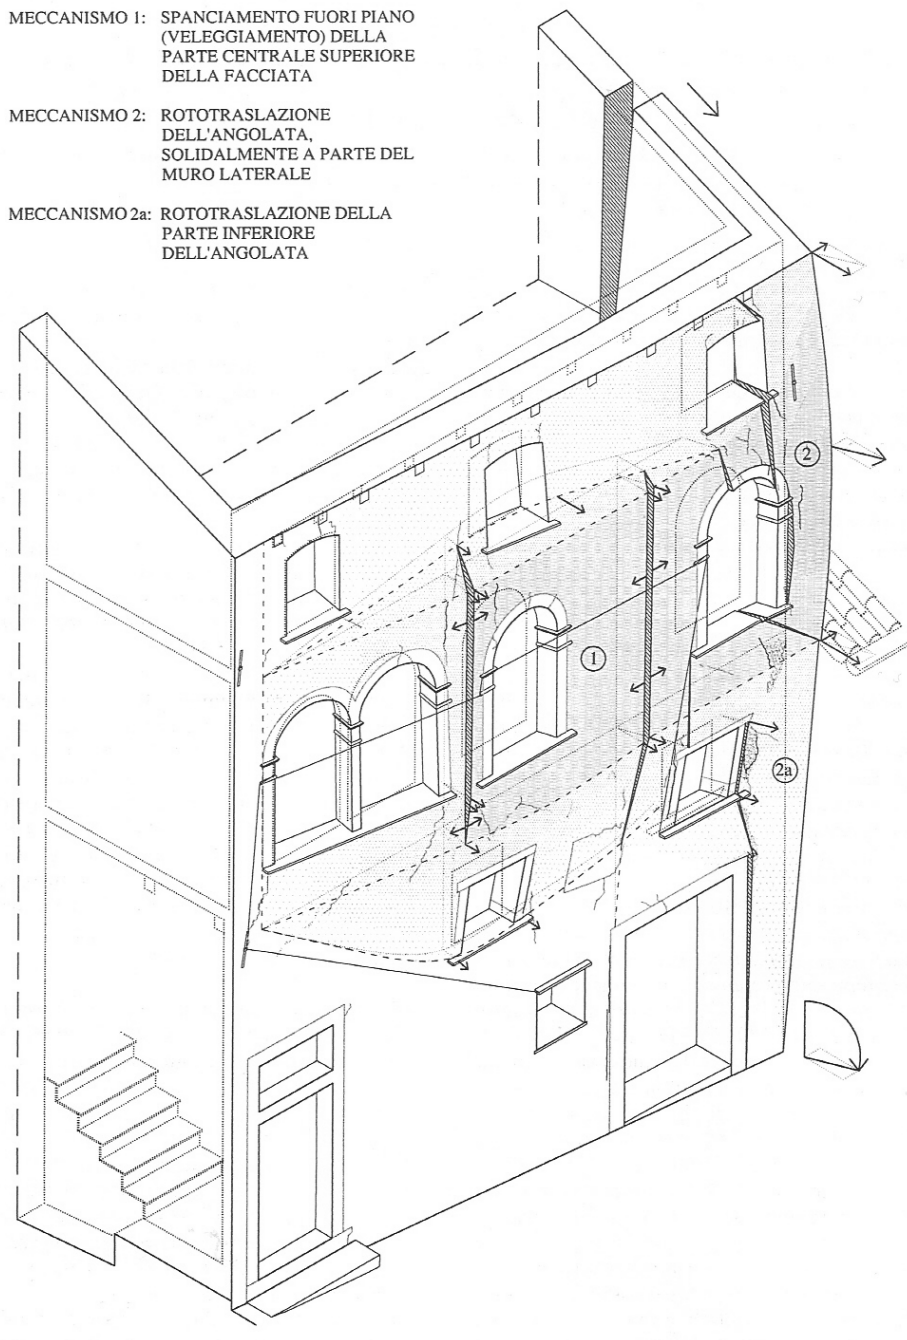 MECCANISMO 1: SPANCIAMENTO FUORI PIANO
(VELEGGIAMENTO) DELLA
PARTE CENTRALE SUPERIORE
DELLA FACCIATA
MECCANISMO 2: ROTOTRASLAZIONE
DELL'ANGOLATA,
SOLIDALMENTE A PARTE DEL
MURO LATERALE
MECCANISMO 2a: ROTOTRASLAZIONE DELLA
PARTE INFERIORE
DELL'ANGOLATA
2
1
2a